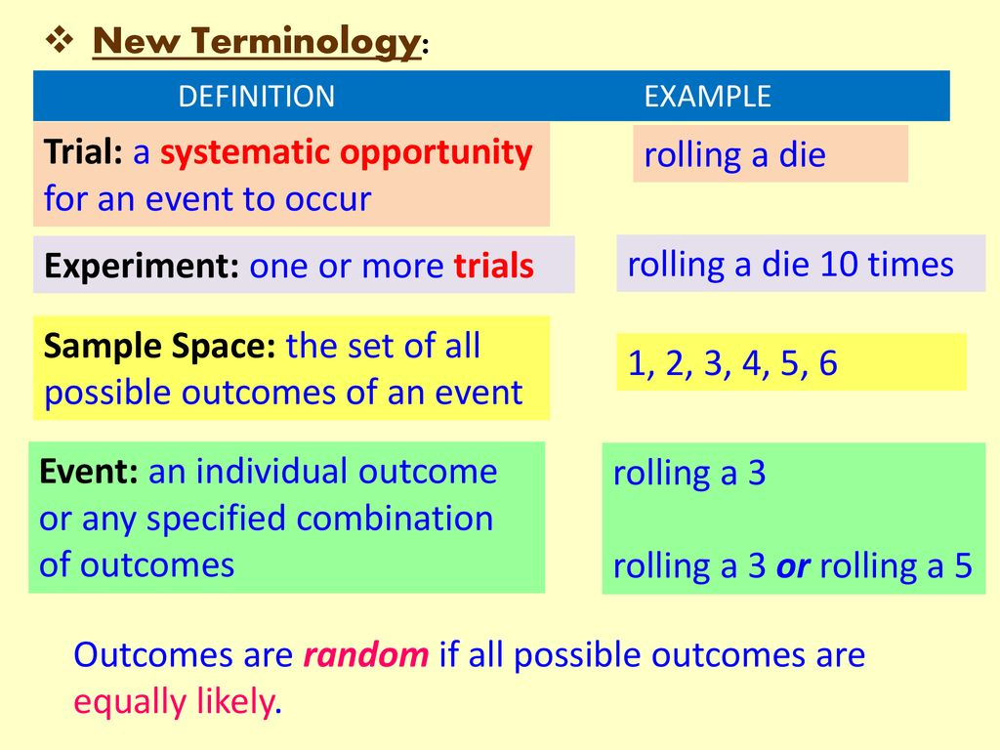 ❖ New Terminology:
DEFINITION EXAMPLE
Trial: a systematic opportunity
for an event to occur
rolling a die
Experiment: one or more trials
rolling a die 10 times
Sample Space: the set of all
possible outcomes of an event
1, 2, 3, 4, 5, 6
Event: an individual outcome
or any specified combination
of outcomes
rolling a 3
rolling a 3 or rolling a 5
Outcomes are random if all possible outcomes are
equally likely.